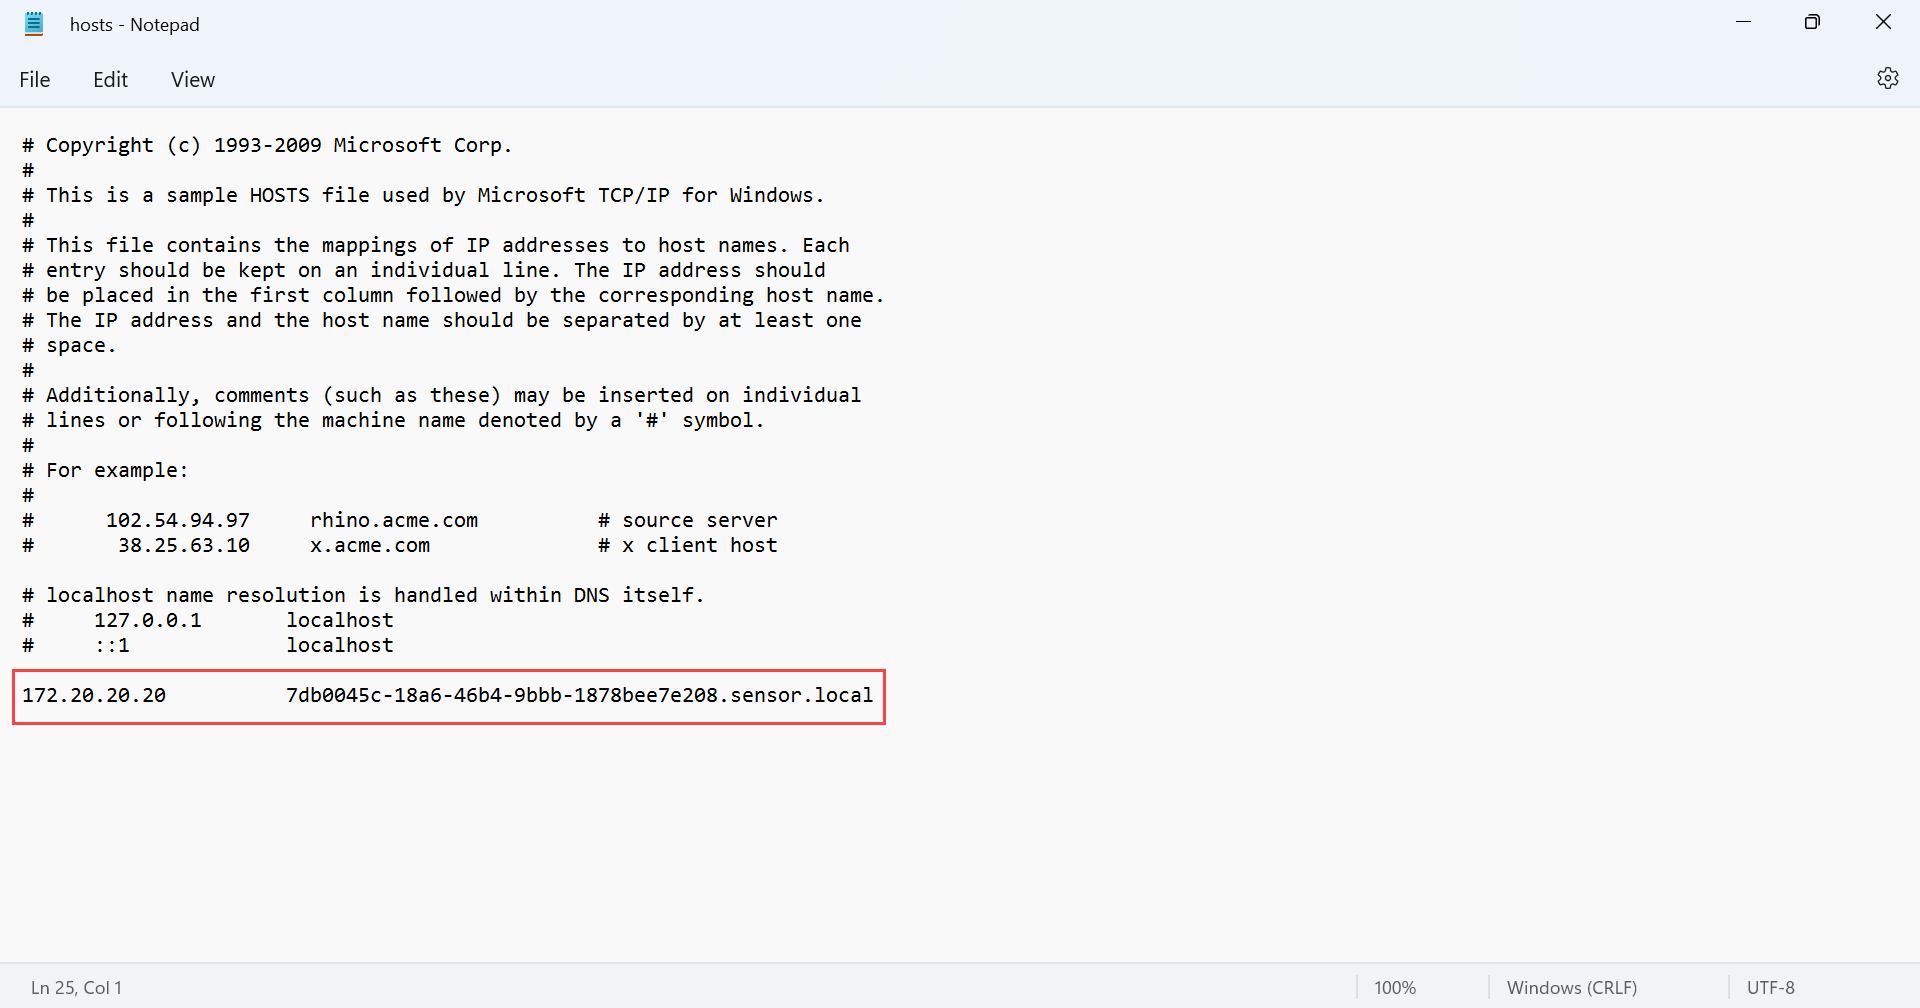 hosts - Notepad
File Edit View
# Copyright (c) 1993-2009 Microsoft Corp.
#
# This is a sample HOSTS file used by Microsoft TCP/IP for Windows.
#
# This file contains the mappings of IP addresses to host names. Each
# entry should be kept on an individual line. The IP address should
# be placed in the first column followed by the corresponding host name.
# The IP address and the host name should be separated by at least one
# space.
#
# Additionally, comments (such as these) may be inserted on individual
# lines or following the machine name denoted by a '#' symbol.
#
# For example:
#
#      102.54.94.97     rhino.acme.com          # source server
#       38.25.63.10     x.acme.com              # x client host
# localhost name resolution is handled within DNS itself.
#     127.0.0.1       localhost
#     ::1             localhost
172.20.20.20          7db0045c-18a6-46b4-9bbb-1878bee7e208.sensor.local
Ln 25, Col 1 100% Windows (CRLF) UTF-8